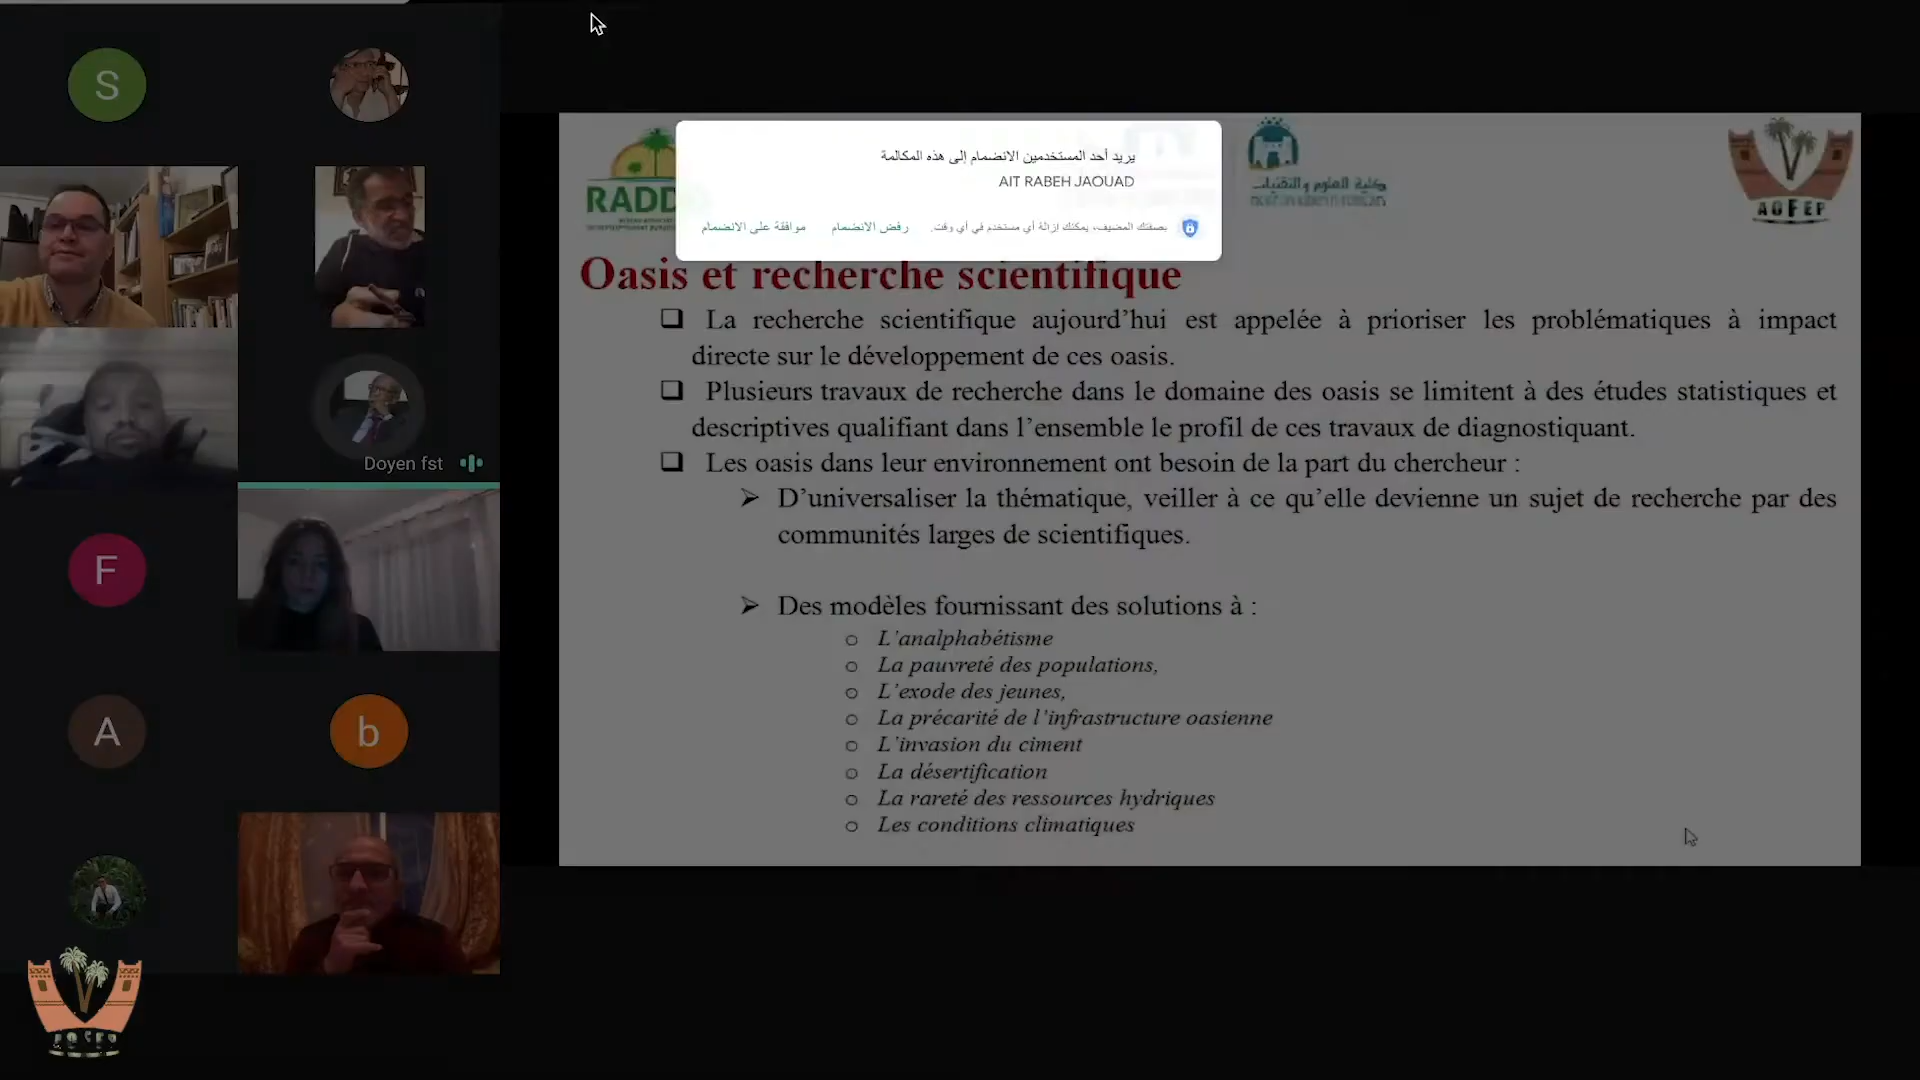 S
Doyen fst
F
A
b
AOFEP
RADD
يريد أحد المستخدمين الانضمام إلى هذه المكالمة
AIT RABEH JAOUAD
بصفتك المضيف، يمكنك إزالة أي مستخدم في أي وقت.
رفض الانضمام
موافقة على الانضمام
كلية العلوم و التقنيات
AOFEP
Oasis et recherche scientifique
❑ La recherche scientifique aujourd’hui est appelée à prioriser les problématiques à impact
directe sur le développement de ces oasis.
❑ Plusieurs travaux de recherche dans le domaine des oasis se limitent à des études statistiques et
descriptives qualifiant dans l’ensemble le profil de ces travaux de diagnostiquant.
❑ Les oasis dans leur environnement ont besoin de la part du chercheur :
➢ D’universaliser la thématique, veiller à ce qu’elle devienne un sujet de recherche par des
communités larges de scientifiques.
➢ Des modèles fournissant des solutions à :
o L’analphabétisme
o La pauvreté des populations,
o L’exode des jeunes,
o La précarité de l’infrastructure oasienne
o L’invasion du ciment
o La désertification
o La rareté des ressources hydriques
o Les conditions climatiques